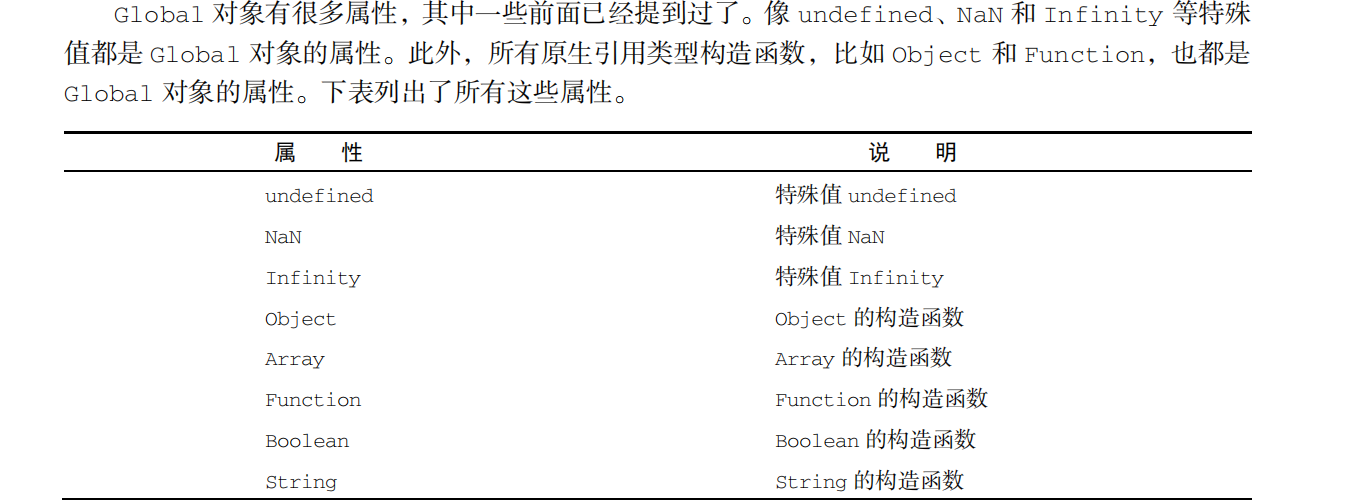 Global 对象有很多属性，其中一些前面已经提到过了。像 undefined、NaN 和 Infinity 等特殊
值都是 Global 对象的属性。此外，所有原生引用类型构造函数，比如 Object 和 Function，也都是
Global 对象的属性。下表列出了所有这些属性。
属 性 说 明
undefined 特殊值 undefined
NaN 特殊值 NaN
Infinity 特殊值 Infinity
Object Object 的构造函数
Array Array 的构造函数
Function Function 的构造函数
Boolean Boolean 的构造函数
String String 的构造函数